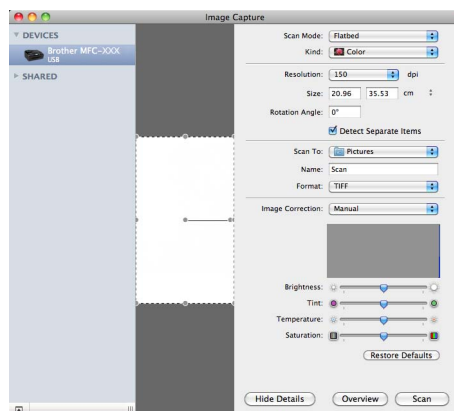 Image Capture
DEVICES
Brother MFC-XXX
USB
SHARED
Scan Mode: Flatbed
Kind: Color
Resolution: 150 dpi
Size: 20.96 35.53 cm
Rotation Angle: 0°
Detect Separate Items
Scan To: Pictures
Name: Scan
Format: TIFF
Image Correction: Manual
Brightness:
Tint:
Temperature:
Saturation:
Restore Defaults
Hide Details Overview Scan